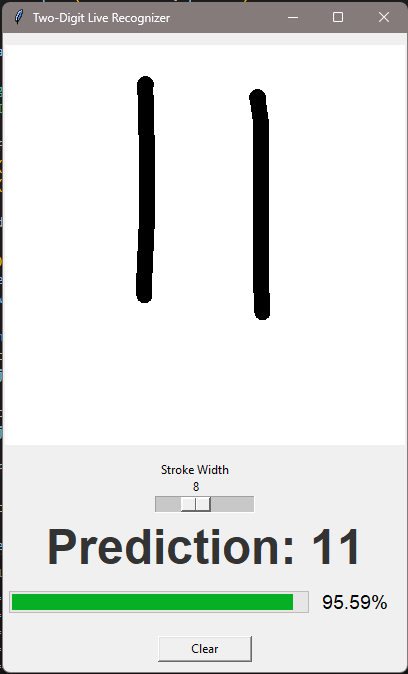 Two-Digit Live Recognizer
11
Stroke Width
8
Prediction: 11
95.59%
Clear